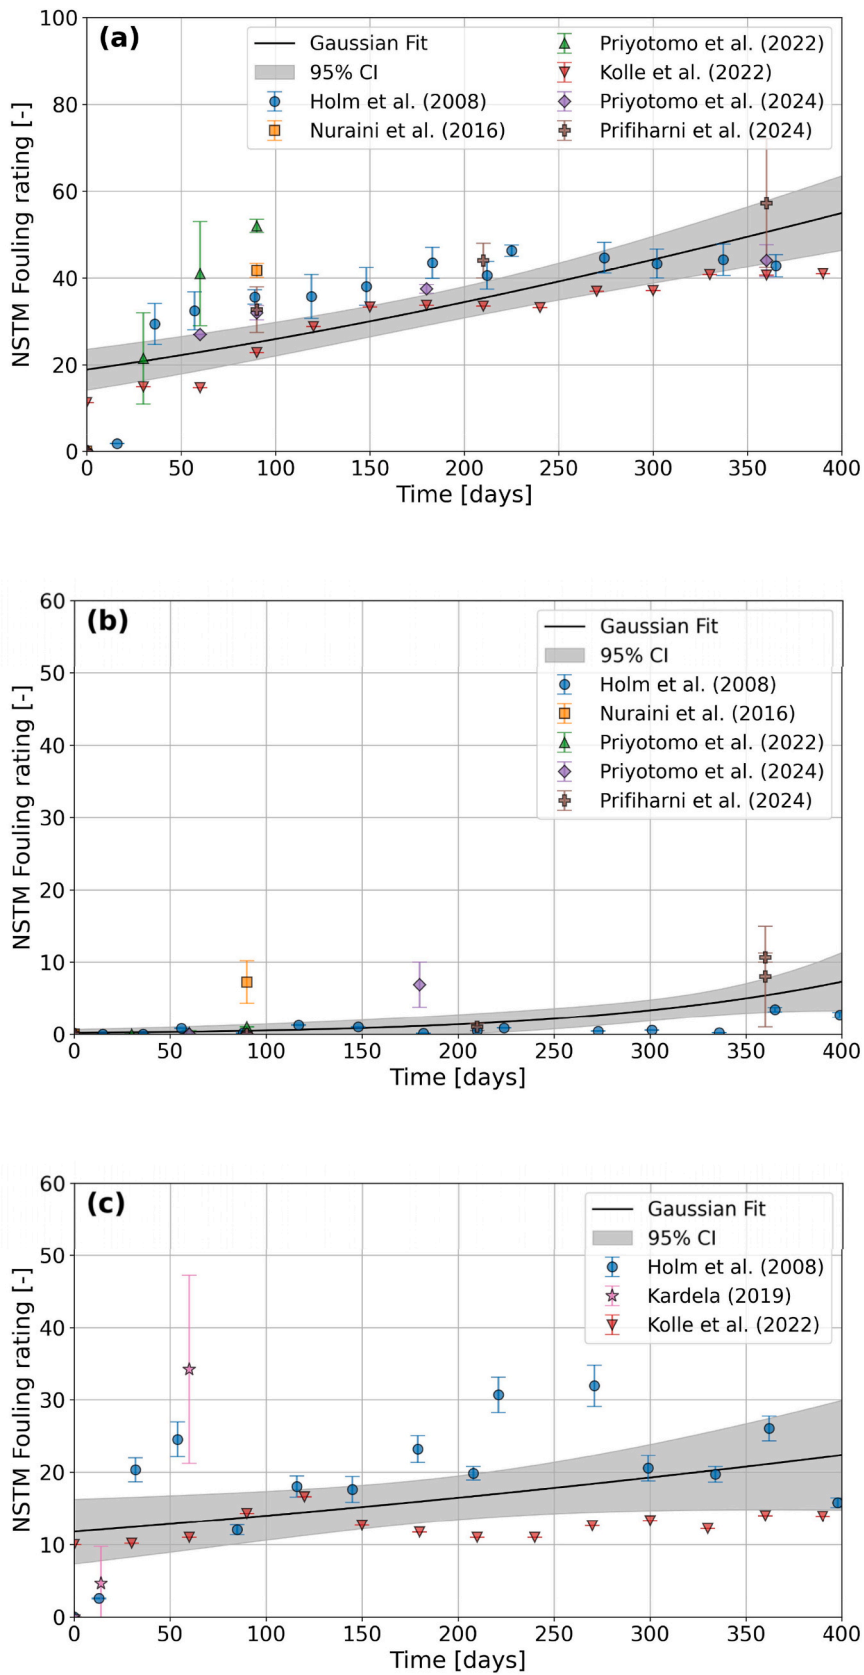 (a)
Gaussian Fit
95% CI
Holm et al. (2008)
Nuraini et al. (2016)
Priyotomo et al. (2022)
Kolle et al. (2022)
Priyotomo et al. (2024)
Prifiharni et al. (2024)
NSTM Fouling rating [-]
100
80
60
40
20
0
0 50 100 150 200 250 300 350 400
Time [days]
(b)
Gaussian Fit
95% CI
Holm et al. (2008)
Nuraini et al. (2016)
Priyotomo et al. (2022)
Priyotomo et al. (2024)
Prifiharni et al. (2024)
NSTM Fouling rating [-]
60
50
40
30
20
10
0
0 50 100 150 200 250 300 350 400
Time [days]
(c)
Gaussian Fit
95% CI
Holm et al. (2008)
Kardela (2019)
Kolle et al. (2022)
NSTM Fouling rating [-]
60
50
40
30
20
10
0
0 50 100 150 200 250 300 350 400
Time [days]